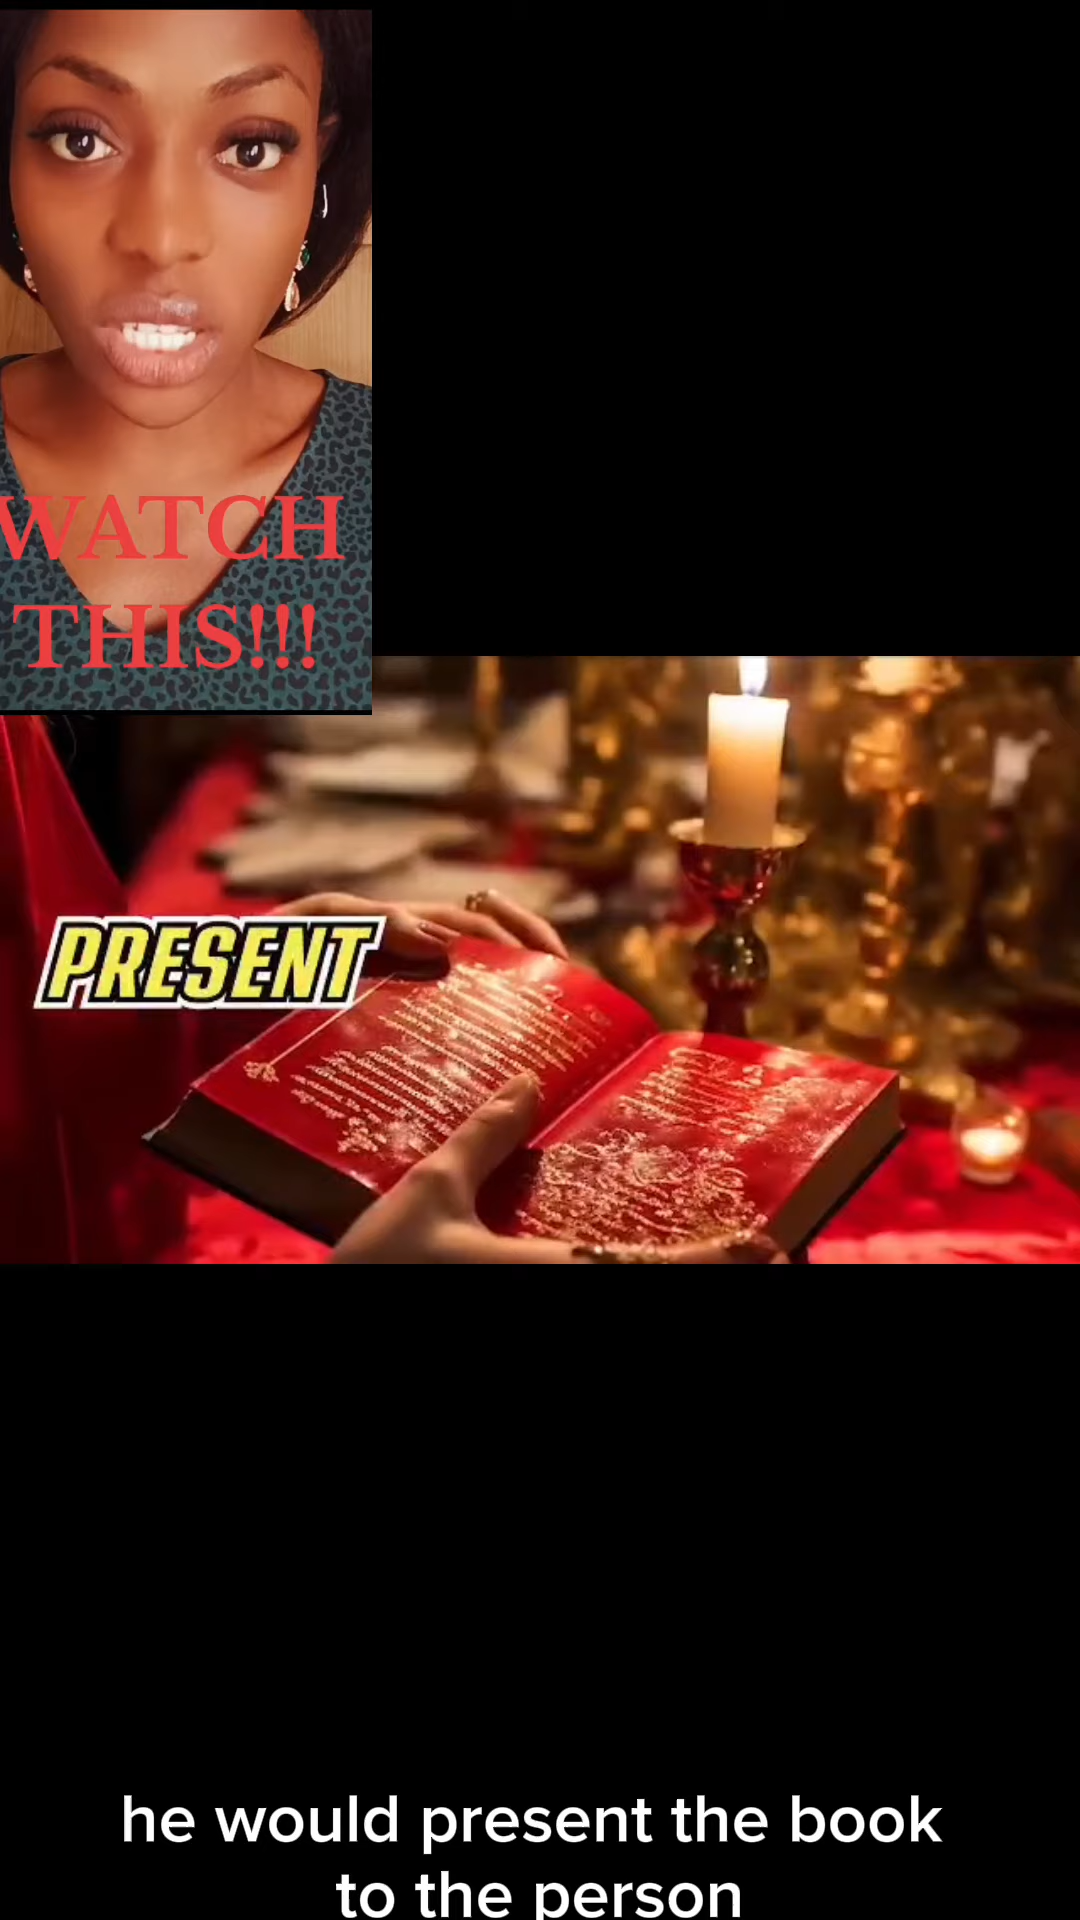 WATCH
THIS!!!
PRESENT
he would present the book
to the person